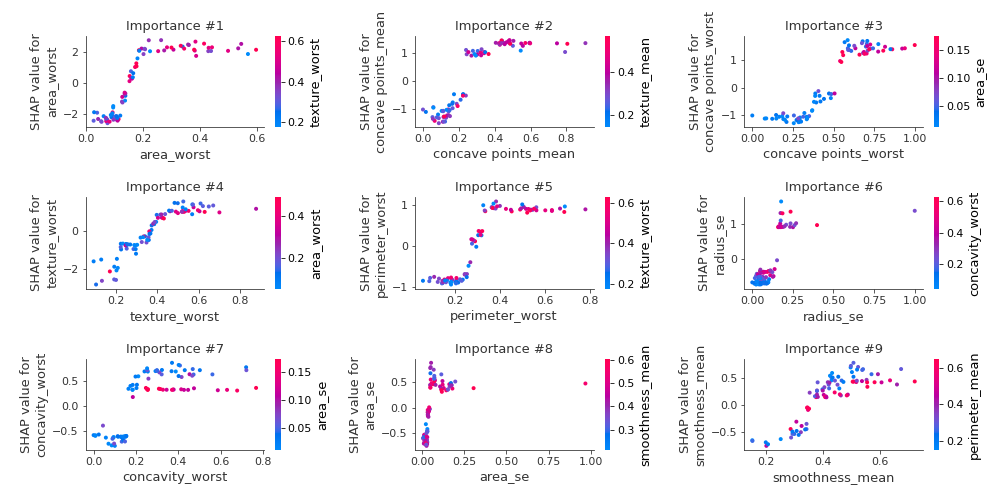 Importance #1
SHAP value for
area_worst
2
0
−2
0.0
0.2
0.4
0.6
area_worst
0.6
0.4
0.2
texture_worst
Importance #2
SHAP value for
concave points_mean
1
0
−1
0.0
0.2
0.4
0.6
0.8
concave points_mean
0.4
0.2
texture_mean
Importance #3
SHAP value for
concave points_worst
1
0
−1
0.00
0.25
0.50
0.75
1.00
concave points_worst
0.15
0.10
0.05
area_se
Importance #4
SHAP value for
texture_worst
0
−2
0.2
0.4
0.6
0.8
texture_worst
0.4
0.2
area_worst
Importance #5
SHAP value for
perimeter_worst
1
0
−1
0.0
0.2
0.4
0.6
0.8
perimeter_worst
0.6
0.4
0.2
texture_worst
Importance #6
SHAP value for
radius_se
1
0
0.00
0.25
0.50
0.75
1.00
radius_se
0.6
0.4
0.2
concavity_worst
Importance #7
SHAP value for
concavity_worst
0.5
0.0
−0.5
0.0
0.2
0.4
0.6
0.8
concavity_worst
0.15
0.10
0.05
area_se
Importance #8
SHAP value for
area_se
0.5
0.0
−0.5
0.00
0.25
0.50
0.75
1.00
area_se
0.6
0.5
0.4
0.3
smoothness_mean
Importance #9
SHAP value for
smoothness_mean
0.5
0.0
−0.5
0.2
0.4
0.6
smoothness_mean
0.6
0.4
0.2
perimeter_mean